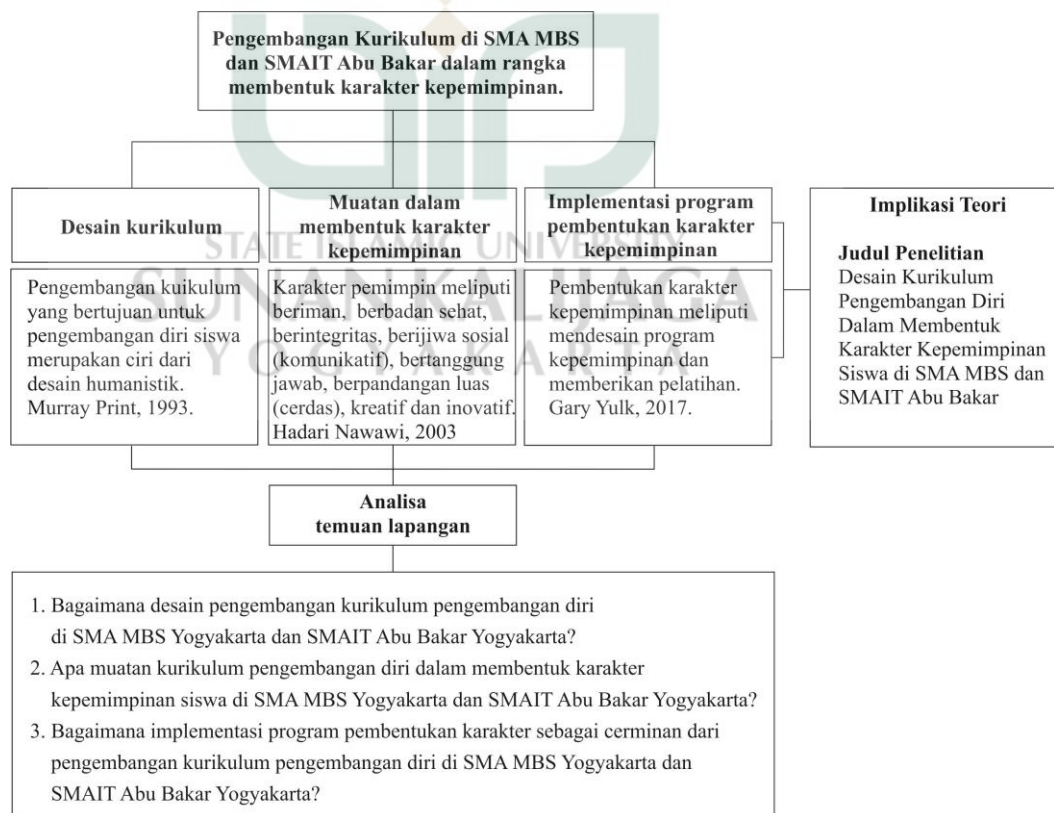 Pengembangan Kurikulum di SMA MBS
dan SMAIT Abu Bakar dalam rangka
membentuk karakter kepemimpinan.
Desain kurikulum
Pengembangan kuikulum
yang bertujuan untuk
pengembangan diri siswa
merupakan ciri dari
desain humanistik.
Murray Print, 1993.
Muatan dalam
membentuk karakter
kepemimpinan
Karakter pemimpin meliputi
beriman, berbadan sehat,
berintegritas, berijiwa sosial
(komunikatif), bertanggung
jawab, berpandangan luas
(cerdas), kreatif dan inovatif.
Hadari Nawawi, 2003
Implementasi program
pembentukan karakter
kepemimpinan
Pembentukan karakter
kepemimpinan meliputi
mendesain program
kepemimpinan dan
memberikan pelatihan.
Gary Yulk, 2017.
Implikasi Teori
Judul Penelitian
Desain Kurikulum
Pengembangan Diri
Dalam Membentuk
Karakter Kepemimpinan
Siswa di SMA MBS dan
SMAIT Abu Bakar
STATE ISLAMIC UNIVERSITY
SUNAN KALIJAGA
YOGYAKARTA
Analisa
temuan lapangan
1. Bagaimana desain pengembangan kurikulum pengembangan diri
di SMA MBS Yogyakarta dan SMAIT Abu Bakar Yogyakarta?
2. Apa muatan kurikulum pengembangan diri dalam membentuk karakter
kepemimpinan siswa di SMA MBS Yogyakarta dan SMAIT Abu Bakar Yogyakarta?
3. Bagaimana implementasi program pembentukan karakter sebagai cerminan dari
pengembangan kurikulum pengembangan diri di SMA MBS Yogyakarta dan
SMAIT Abu Bakar Yogyakarta?